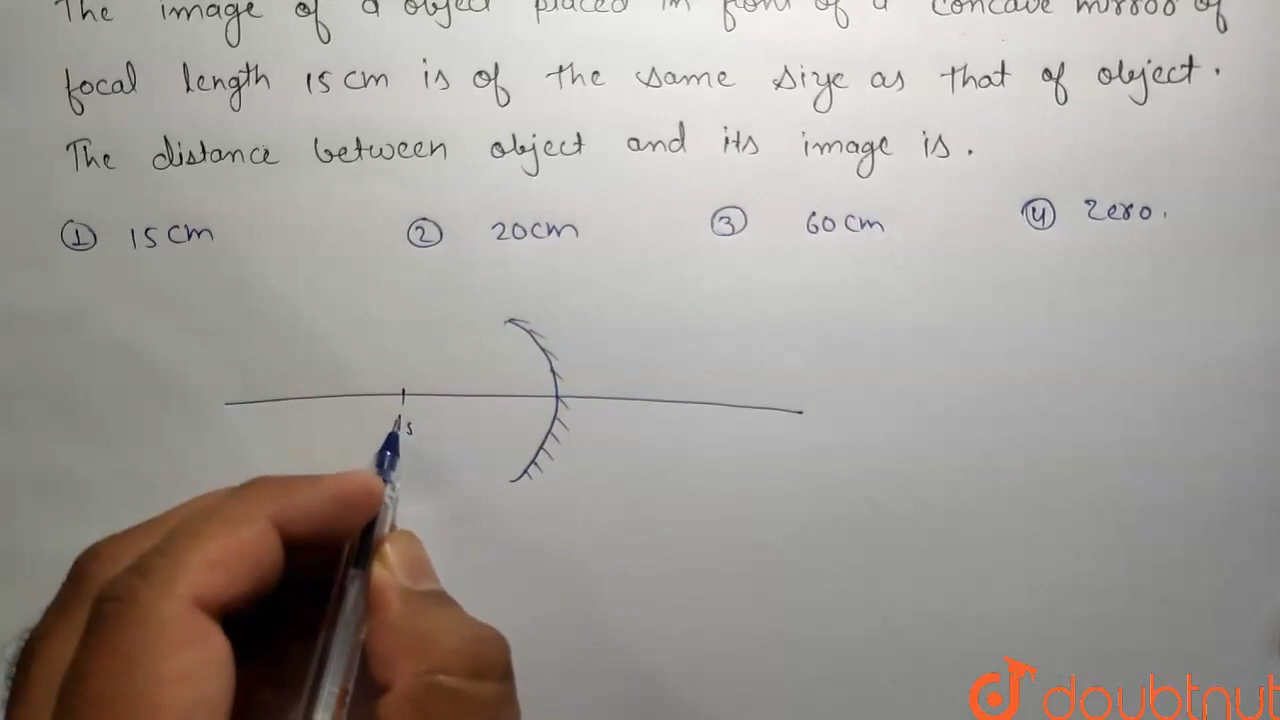 The image of a object placed in front of a concave mirror of
focal length 15 cm is of the same size as that of object.
The distance between object and its image is.
① 15 cm ② 20cm ③ 60 cm ④ Zero.
15
doubtnut